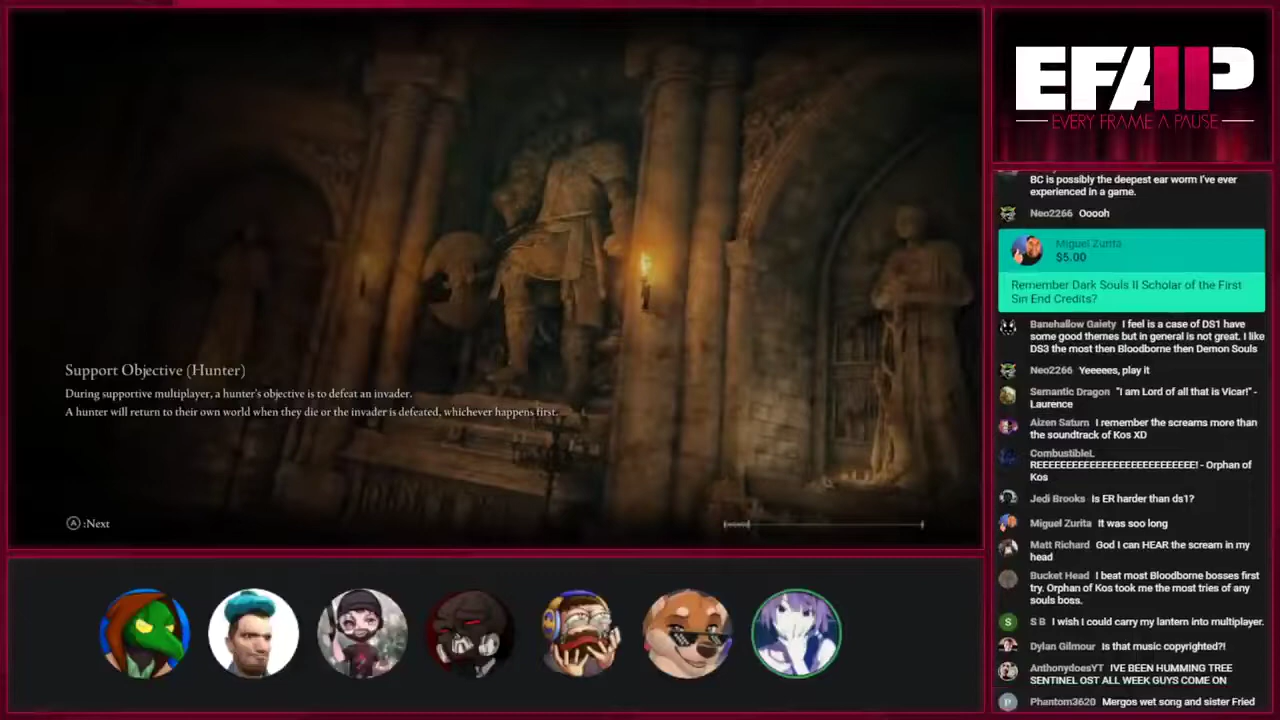 Support Objective (Hunter)
During supportive multiplayer, a hunter's objective is to defeat an invader.
A hunter will return to their own world when they die or the invader is defeated, whichever happens first.
A :Next
EFAP
EVERY FRAME A PAUSE
BC is possibly the deepest ear worm I've ever
experienced in a game.
Neo2266 Ooooh
Miguel Zurita
$5.00
Remember Dark Souls II Scholar of the First
Sin End Credits?
Banehallow Gaiety I feel is a case of DS1 have
some good themes but in general is not great. I like
DS3 the most then Bloodborne then Demon Souls
Neo2266 Yeeeees, play it
Semantic Dragon "I am Lord of all that is Vicar!" -
Laurence
Aizen Saturn I remember the screams more than
the soundtrack of Kos XD
CombustibleL
REEEEEEEEEEEEEEEEEEEEEEEEEE! - Orphan of
Kos
Jedi Brooks Is ER harder than ds1?
Miguel Zurita It was soo long
Matt Richard God I can HEAR the scream in my
head
Bucket Head I beat most Bloodborne bosses first
try. Orphan of Kos took me the most tries of any
souls boss.
S
S B I wish I could carry my lantern into multiplayer.
Dylan Gilmour Is that music copyrighted?!
AnthonydoesYT IVE BEEN HUMMING TREE
SENTINEL OST ALL WEEK GUYS COME ON
P
Phantom3620 Mergos wet song and sister Fried